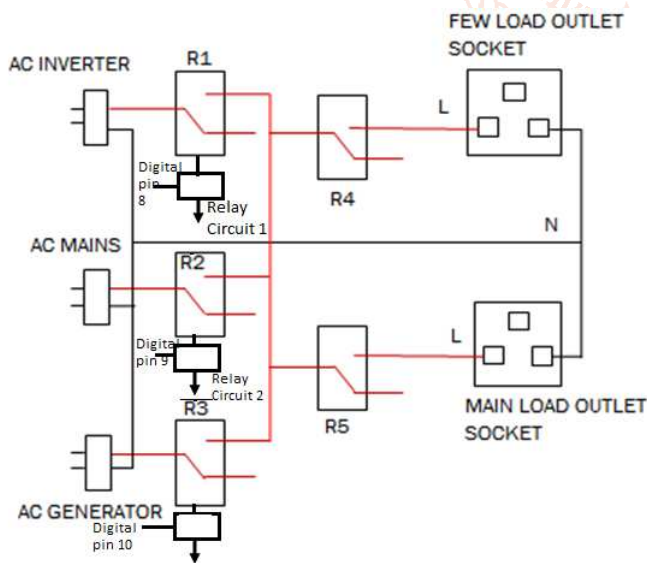 FEW LOAD OUTLET
SOCKET
AC INVERTER
R1
L
Digital
pin
8
R4
Relay
Circuit 1
N
AC MAINS
R2
L
Digital
pin 9
Relay
Circuit 2
R3
R5
MAIN LOAD OUTLET
SOCKET
AC GENERATOR
Digital
pin 10